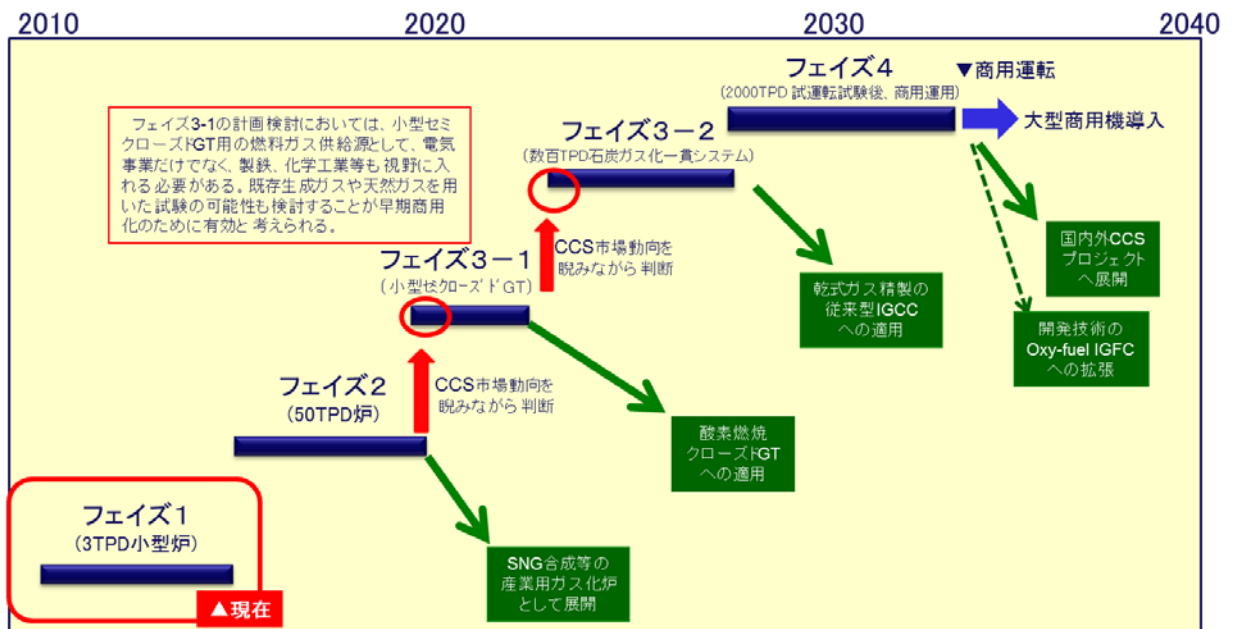 2010
2020
2030
2040
フェイズ4
(2000TPD 試運転試験後、商用運用)
▼商用運転
大型商用機導入
フェイズ3-1の計画検討においては、小型セミ
クローズドGT用の燃料ガス供給源として、電気
事業だけでなく、製鉄、化学工業等も視野に入
れる必要がある。既存生成ガスや天然ガスを用
いた試験の可能性も検討することが早期商用
化のために有効と考えられる。
フェイズ3－2
(数百TPD石炭ガス化一貫システム)
CCS市場動向を
睨みながら判断
フェイズ3－1
(小型セミクローズドGT)
国内外CCS
プロジェクト
へ展開
乾式ガス精製の
従来型IGCC
への適用
開発技術の
Oxy-fuel IGFC
への拡張
フェイズ2
(50TPD炉)
CCS市場動向を
睨みながら判断
酸素燃焼
クローズドGT
への適用
フェイズ1
(3TPD小型炉)
SNG合成等の
産業用ガス化炉
として展開
▲現在